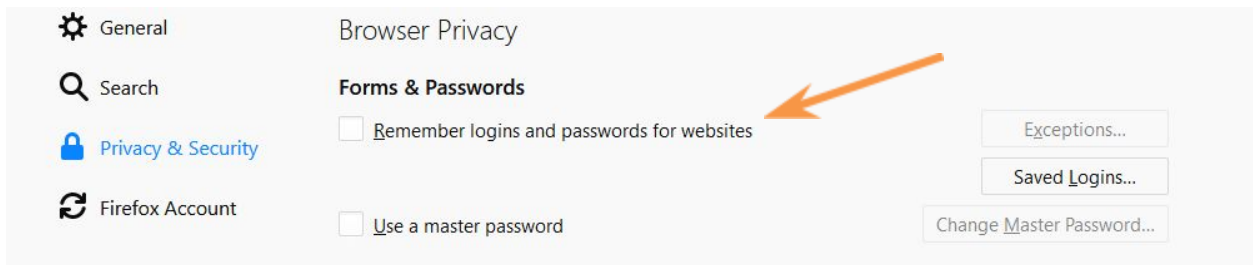 General
Search
Privacy & Security
Firefox Account
Browser Privacy
Forms & Passwords
Remember logins and passwords for websites
Exceptions...
Saved Logins...
Use a master password
Change Master Password...